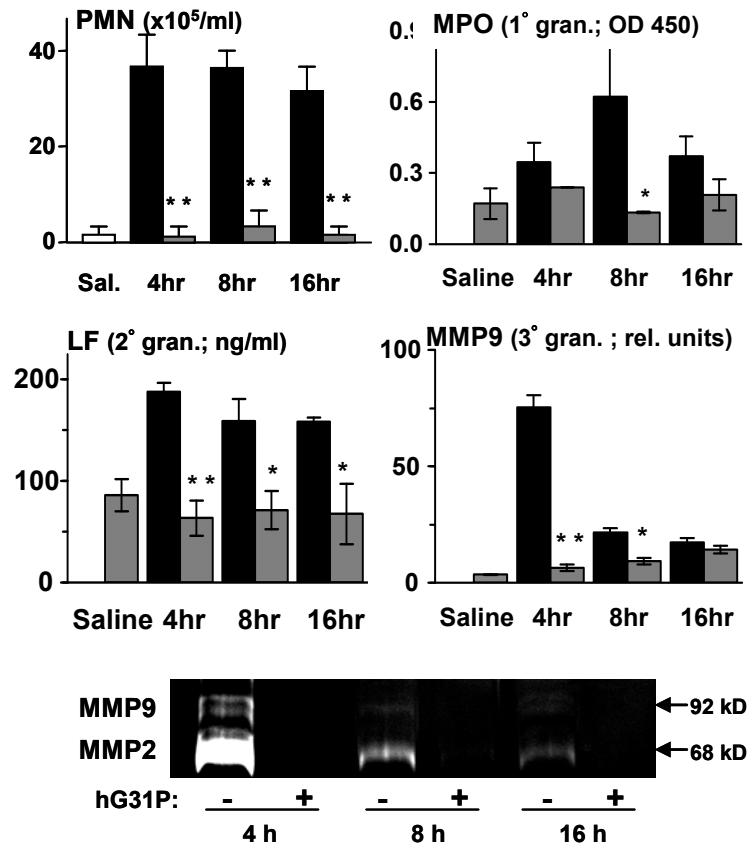 PMN (x10⁵/ml)
40
20
0
Sal. 4hr 8hr 16hr
** ** **
MPO (1° gran.; OD 450)
0.6
0.3
0.0
Saline 4hr 8hr 16hr
*
LF (2° gran.; ng/ml)
200
100
0
Saline 4hr 8hr 16hr
** * *
MMP9 (3° gran. ; rel. units)
100
50
0
Saline 4hr 8hr 16hr
** *
MMP9
92 kD
MMP2
68 kD
hG31P: - + - + - +
4 h 8 h 16 h